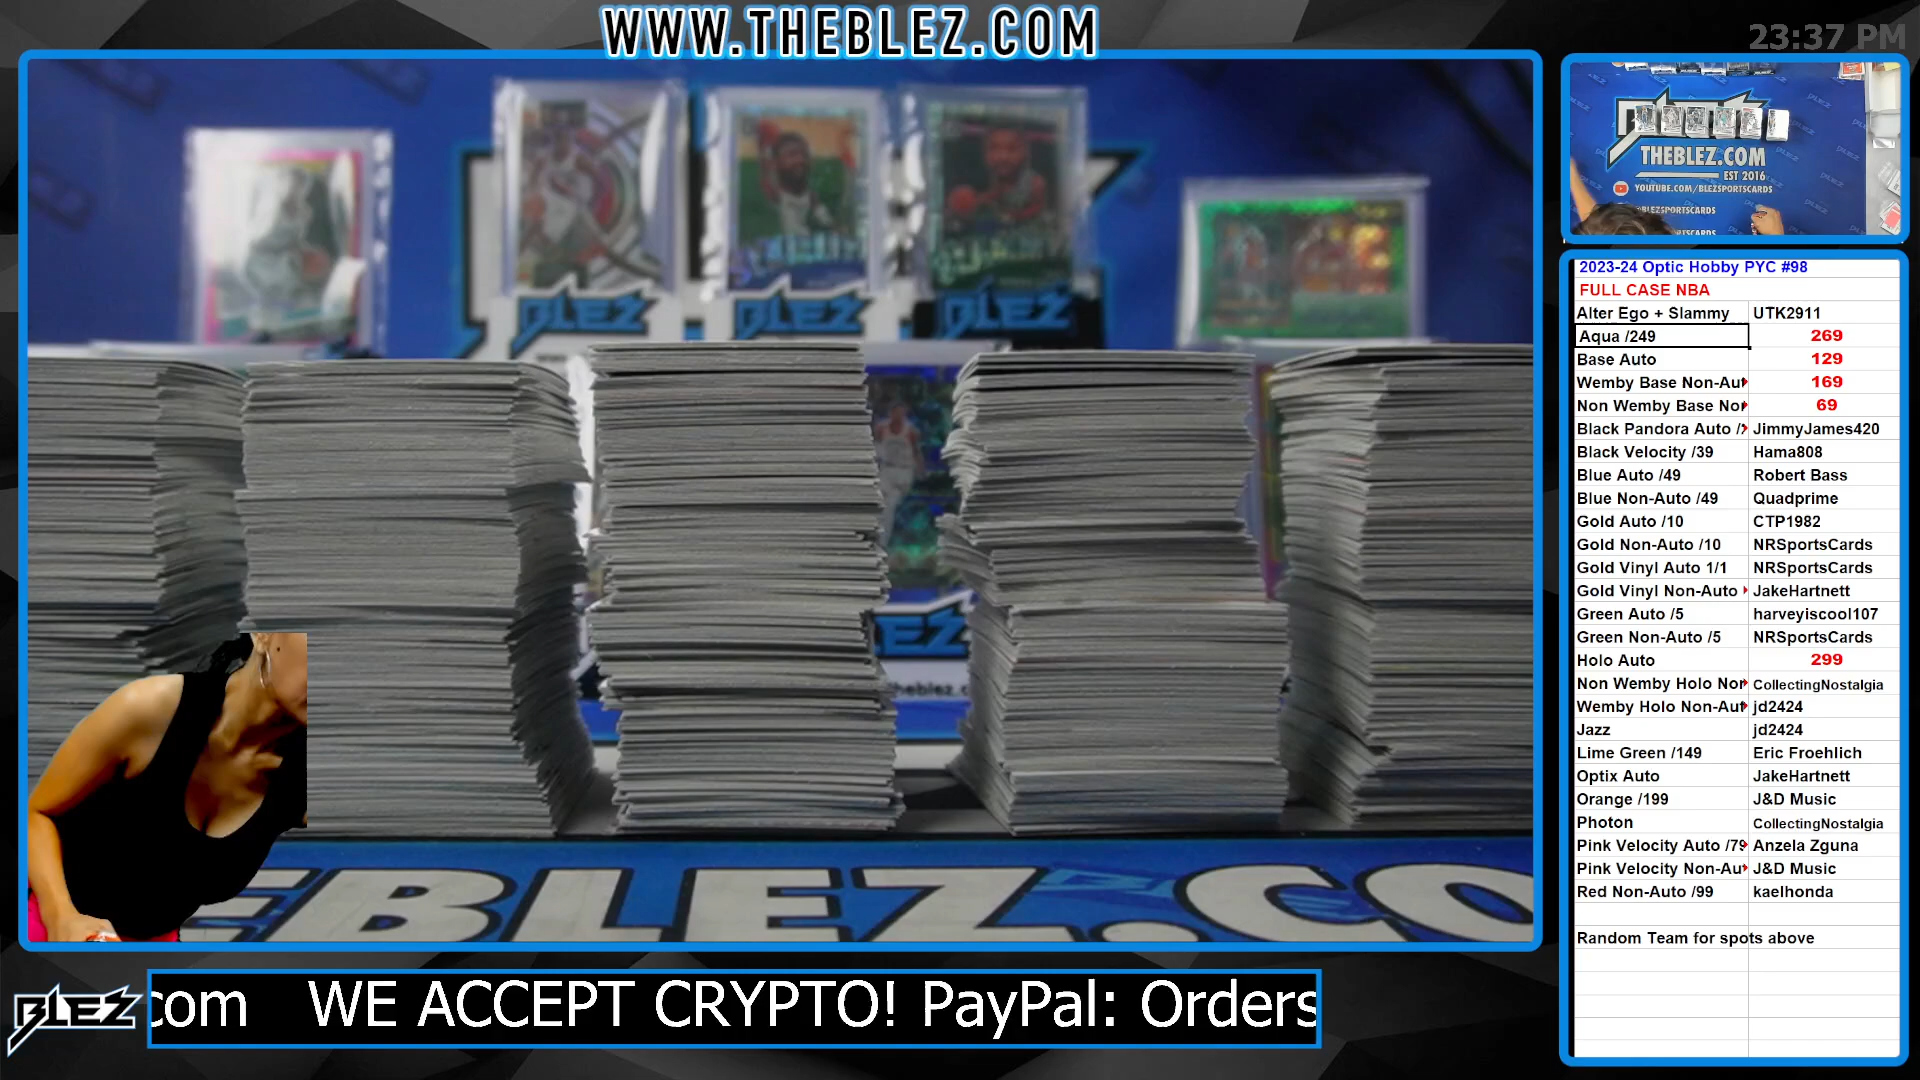 WWW.THEBLEZ.COM
23:37 PM
BLEZ
BLEZ
BLEZ
THEBLEZ.COM
EST 2016
YOUTUBE.COM/BLEZSPORTSCARDS
2023-24 Optic Hobby PYC #98
FULL CASE NBA
Alter Ego + Slammy UTK2911
Aqua /249 269
Base Auto 129
Wemby Base Non-Aut 169
Non Wemby Base Nor 69
Black Pandora Auto / JimmyJames420
Black Velocity /39 Hama808
Blue Auto /49 Robert Bass
Blue Non-Auto /49 Quadprime
Gold Auto /10 CTP1982
Gold Non-Auto /10 NRSportsCards
Gold Vinyl Auto 1/1 NRSportsCards
Gold Vinyl Non-Auto JakeHartnett
Green Auto /5 harveyiscool107
Green Non-Auto /5 NRSportsCards
Holo Auto 299
Non Wemby Holo Nor CollectingNostalgia
Wemby Holo Non-Aut jd2424
Jazz jd2424
Lime Green /149 Eric Froehlich
Optix Auto JakeHartnett
Orange /199 J&D Music
Photon CollectingNostalgia
Pink Velocity Auto /79 Anzela Zguna
Pink Velocity Non-Au J&D Music
Red Non-Auto /99 kaelhonda
Random Team for spots above
EBLEZ.CO
BLEZ
com WE ACCEPT CRYPTO! PayPal: Orders